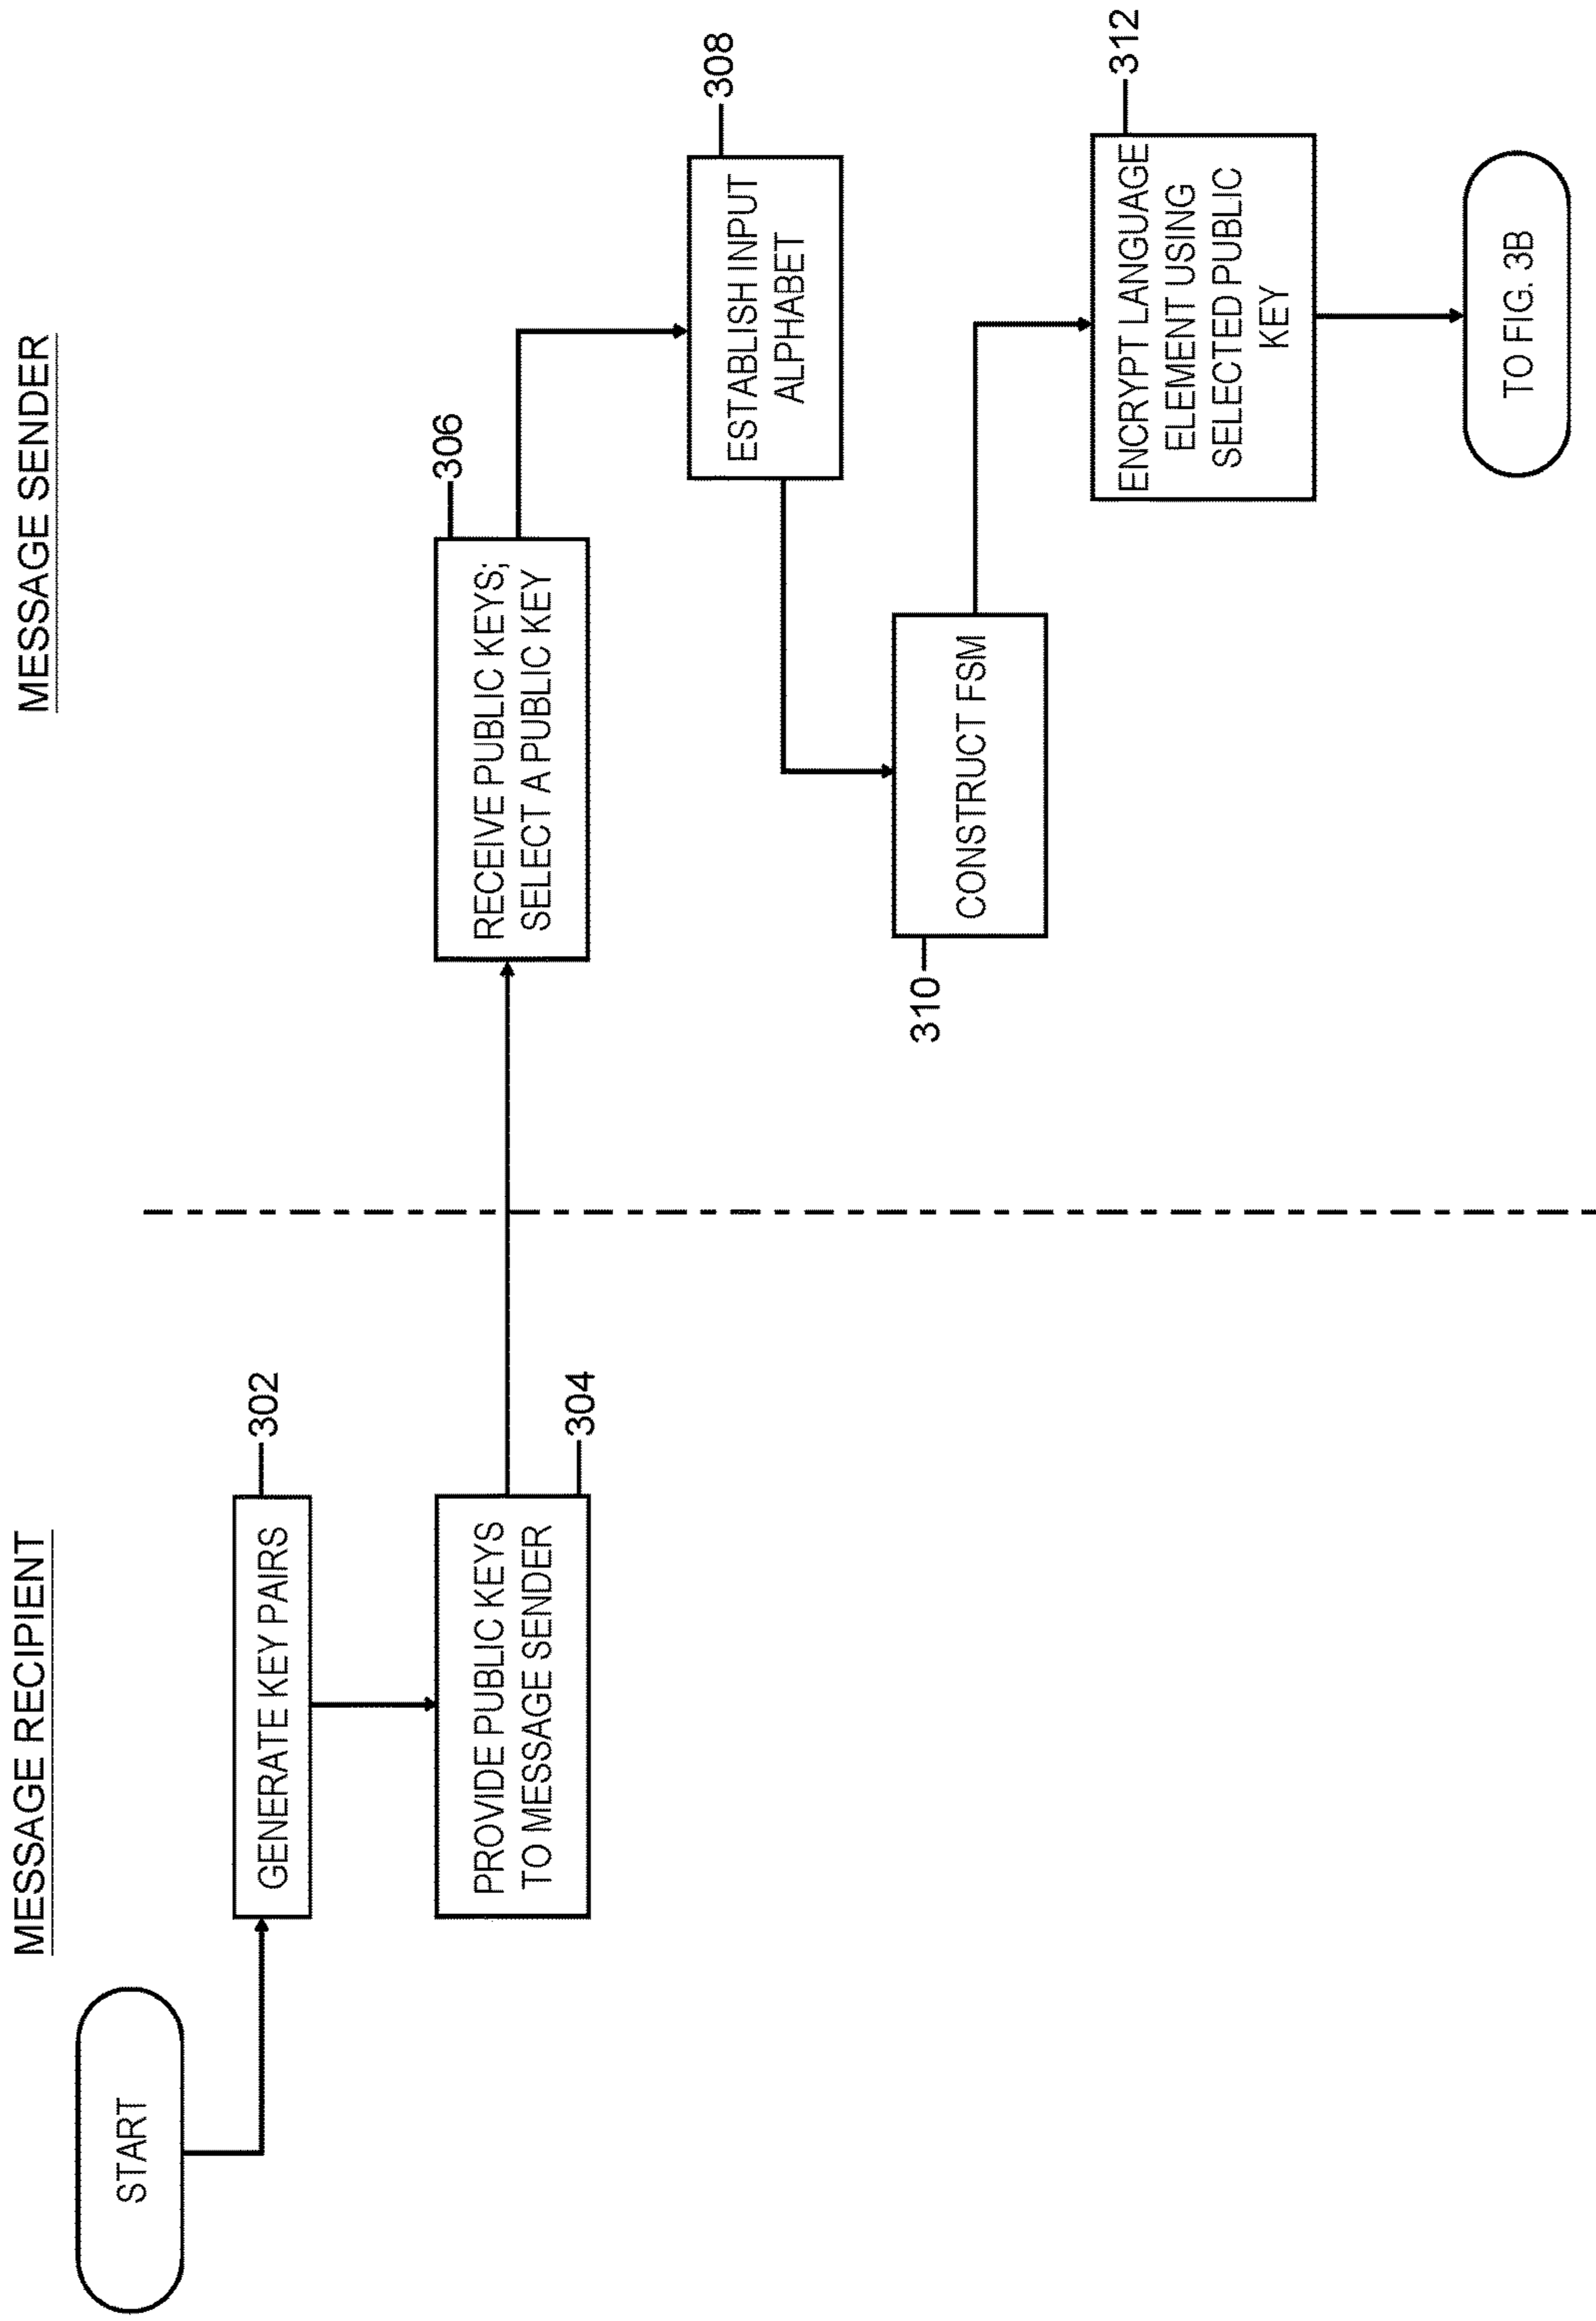 MESSAGE RECIPIENT
MESSAGE SENDER
START
GENERATE KEY PAIRS
302
PROVIDE PUBLIC KEYS
TO MESSAGE SENDER
304
306
RECEIVE PUBLIC KEYS;
SELECT A PUBLIC KEY
308
ESTABLISH INPUT
ALPHABET
310
CONSTRUCT FSM
312
ENCRYPT LANGUAGE
ELEMENT USING
SELECTED PUBLIC
KEY
TO FIG. 3B